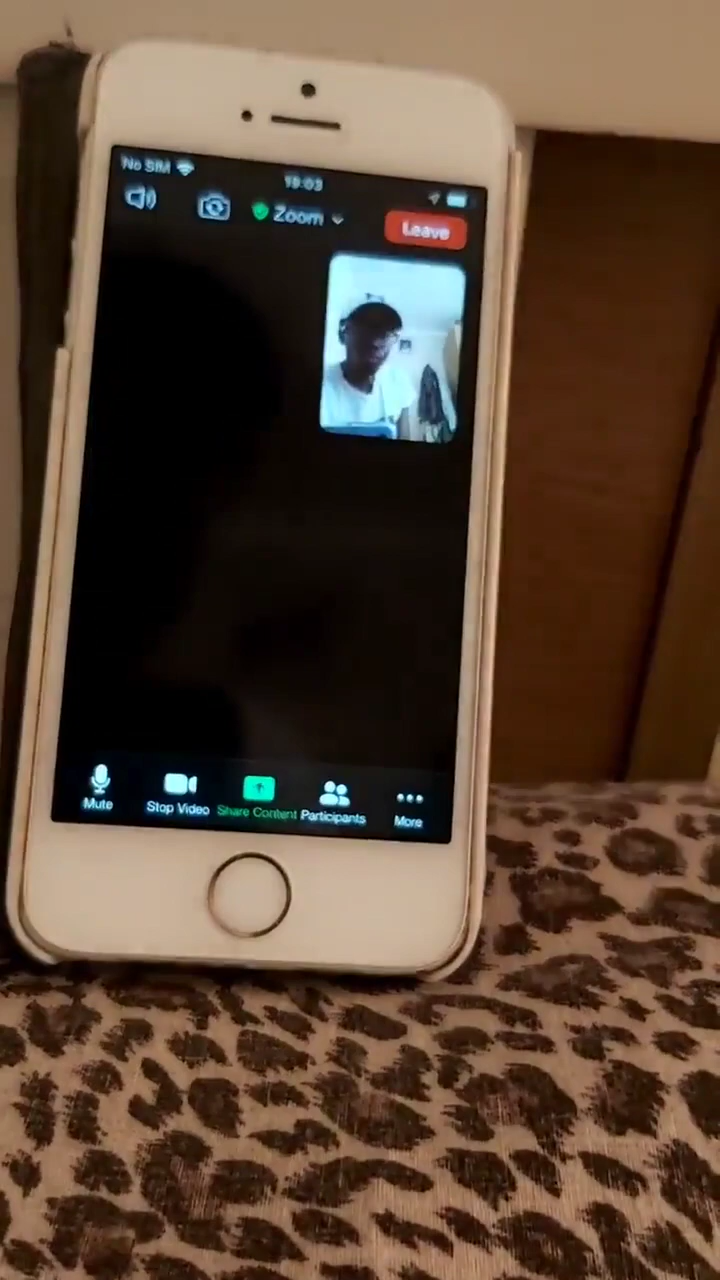 No SIM
19:03
Zoom
Leave
Mute
Stop Video
Share Content
Participants
More